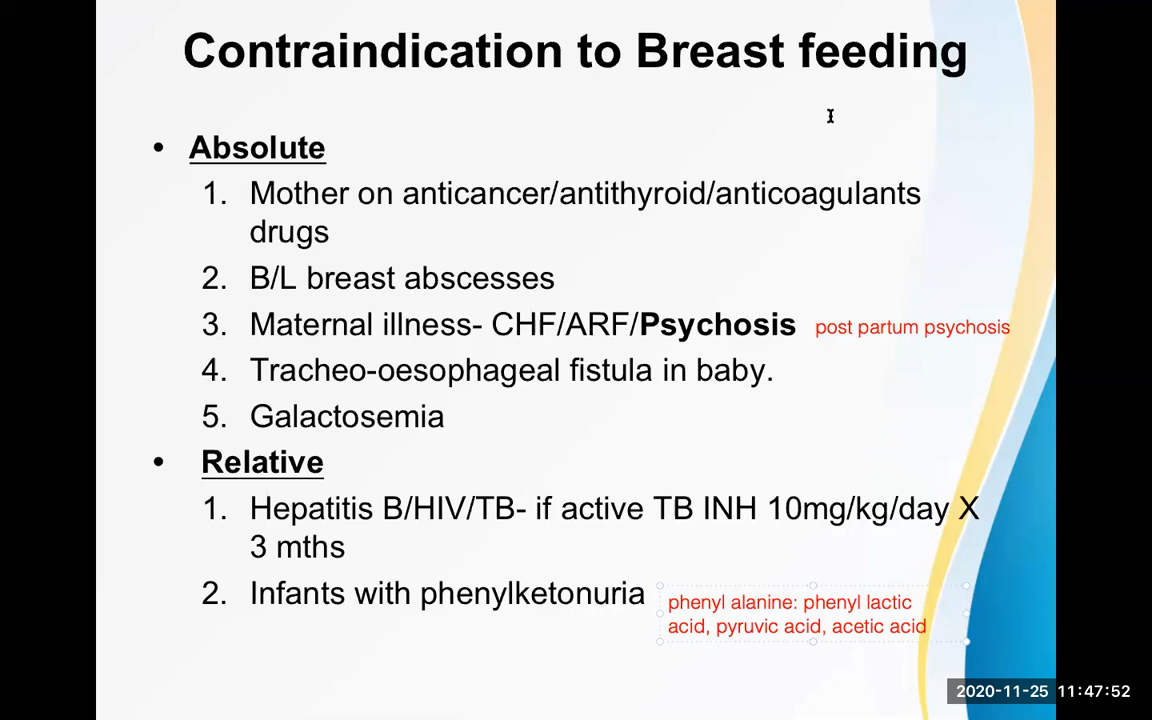 Contraindication to Breast feeding
• Absolute
1. Mother on anticancer/antithyroid/anticoagulants
drugs
2. B/L breast abscesses
3. Maternal illness- CHF/ARF/Psychosis post partum psychosis
4. Tracheo-oesophageal fistula in baby.
5. Galactosemia
• Relative
1. Hepatitis B/HIV/TB- if active TB INH 10mg/kg/day X
3 mths
2. Infants with phenylketonuria
phenyl alanine: phenyl lactic
acid, pyruvic acid, acetic acid
2020-11-25 11:47:52